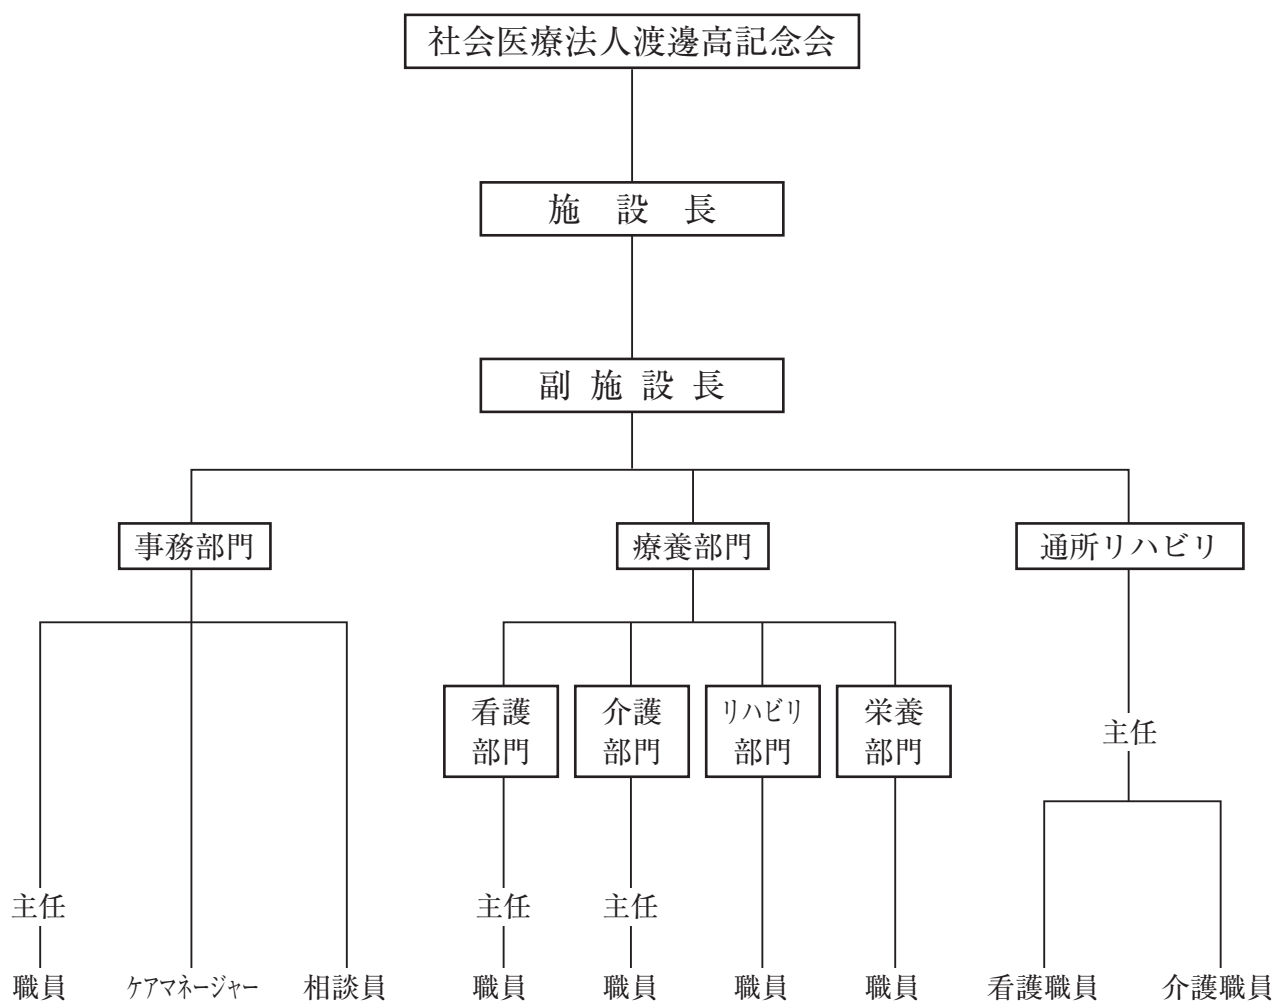 社会医療法人渡邊高記念会
施設長
副施設長
事務部門
療養部門
通所リハビリ
看護
部門
介護
部門
リハビリ
部門
栄養
部門
主任
主任
主任
主任
職員
ケアマネージャー
相談員
職員
職員
職員
職員
看護職員
介護職員